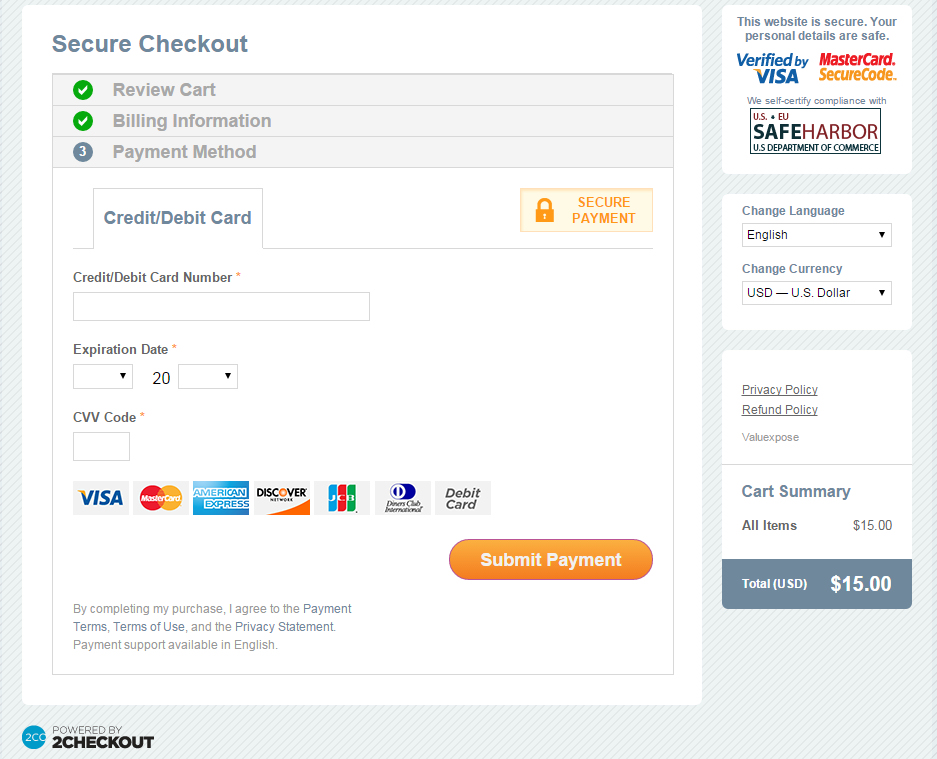 Secure Checkout
Review Cart
Billing Information
3 Payment Method
Credit/Debit Card
SECURE
PAYMENT
Credit/Debit Card Number *
Expiration Date *
20
CVV Code *
VISA MasterCard AMERICAN EXPRESS DISCOVER NETWORK JCB Diners Club International Debit Card
Submit Payment
By completing my purchase, I agree to the Payment
Terms, Terms of Use, and the Privacy Statement.
Payment support available in English.
2CO POWERED BY
2CHECKOUT
This website is secure. Your
personal details are safe.
Verified by
VISA
MasterCard.
SecureCode.
We self-certify compliance with
U.S. ♦ EU
SAFEHARBOR
U.S DEPARTMENT OF COMMERCE
Change Language
English
Change Currency
USD — U.S. Dollar
Privacy Policy
Refund Policy
Valuexpose
Cart Summary
All Items $15.00
Total (USD) $15.00